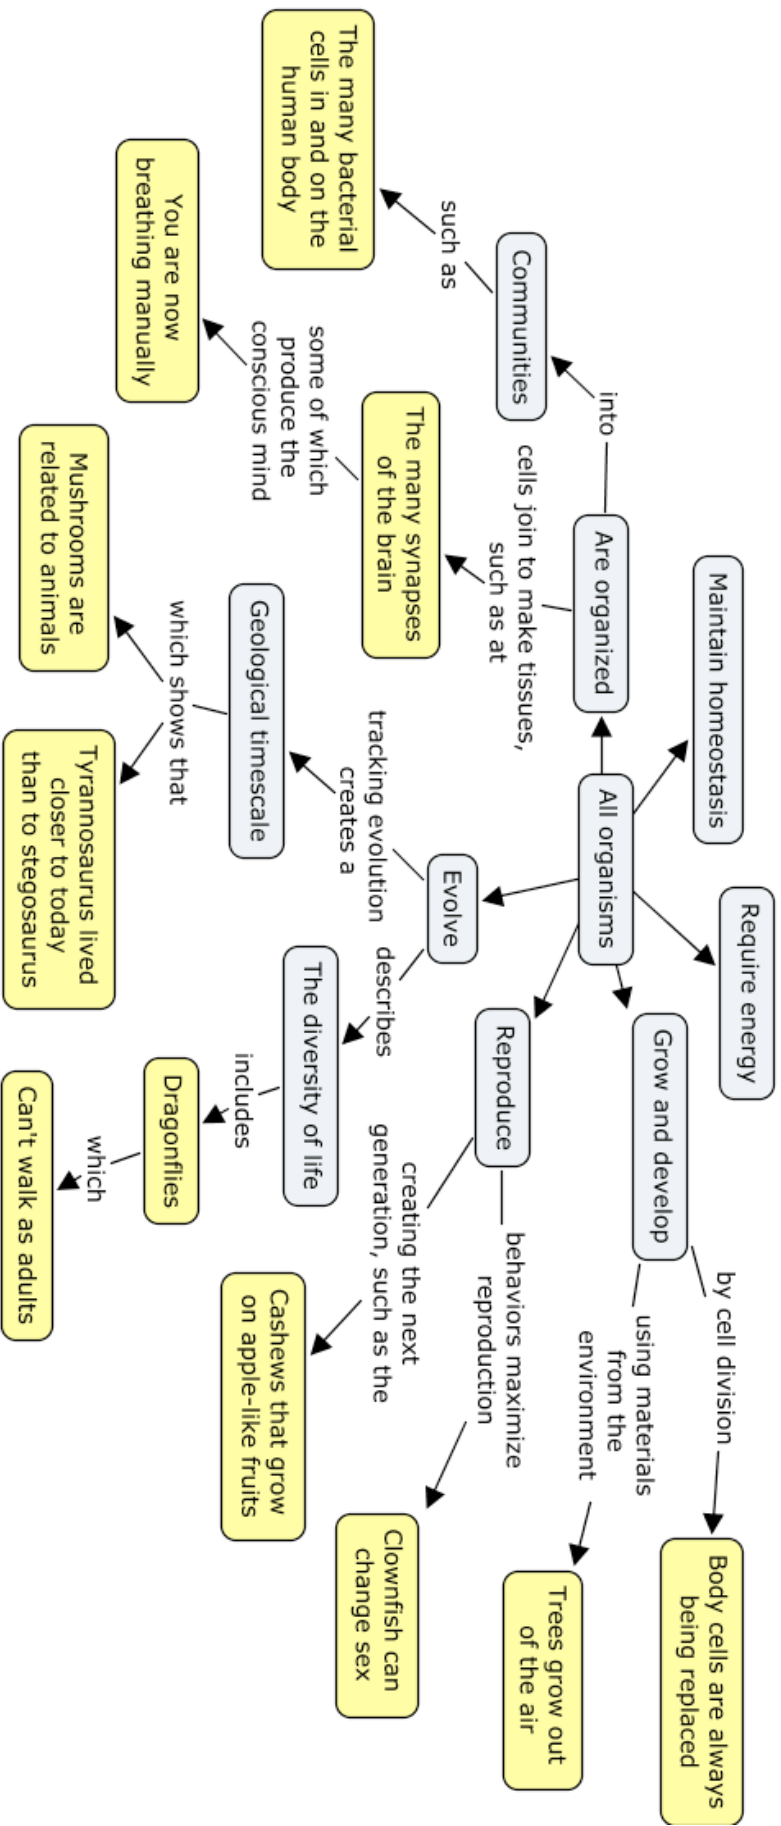 Require energy
Maintain homeostasis
Body cells are always
being replaced
by cell division
Grow and develop
using materials
from the
environment
Trees grow out
of the air
All organisms
Are organized
into
Communities
such as
The many bacterial
cells in and on the
human body
cells join to make tissues,
such as at
The many synapses
of the brain
some of which
produce the
conscious mind
You are now
breathing manually
Reproduce
behaviors maximize
reproduction
Clownfish can
change sex
creating the next
generation, such as the
Cashews that grow
on apple-like fruits
Evolve
tracking evolution
creates a
Geological timescale
which shows that
Mushrooms are
related to animals
Tyrannosaurus lived
closer to today
than to stegosaurus
describes
The diversity of life
includes
Dragonflies
which
Can't walk as adults